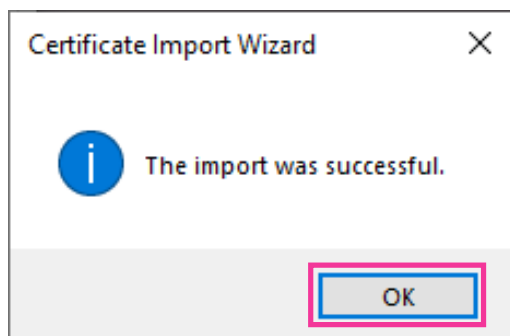 Certificate Import Wizard
The import was successful.
OK